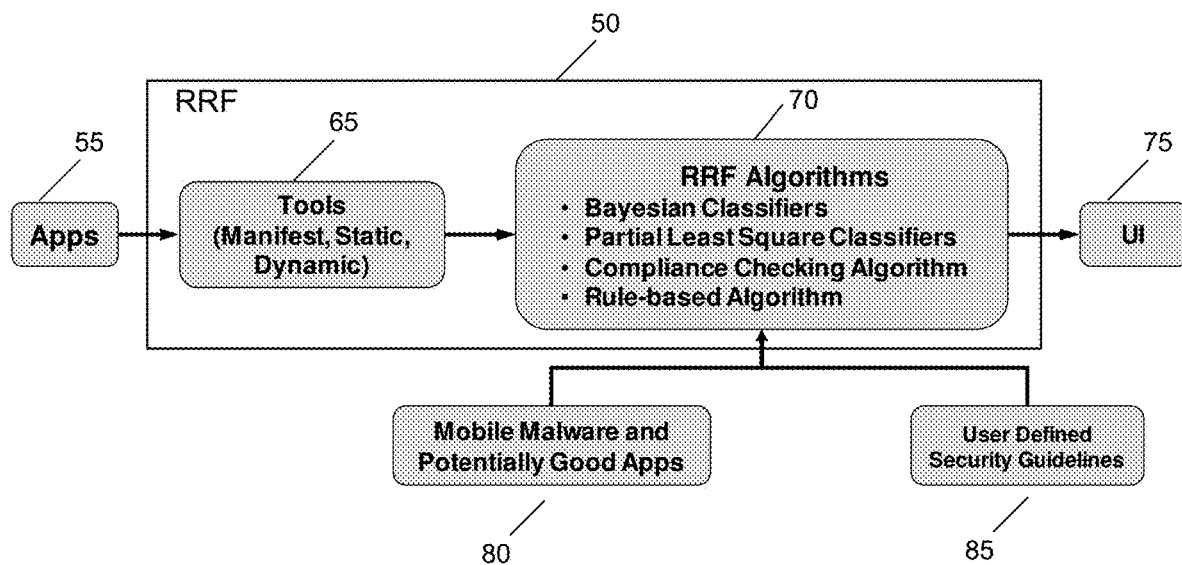 50
RRF
55
65
70
75
Apps
Tools
(Manifest, Static,
Dynamic)
RRF Algorithms
• Bayesian Classifiers
• Partial Least Square Classifiers
• Compliance Checking Algorithm
• Rule-based Algorithm
UI
Mobile Malware and
Potentially Good Apps
User Defined
Security Guidelines
80
85